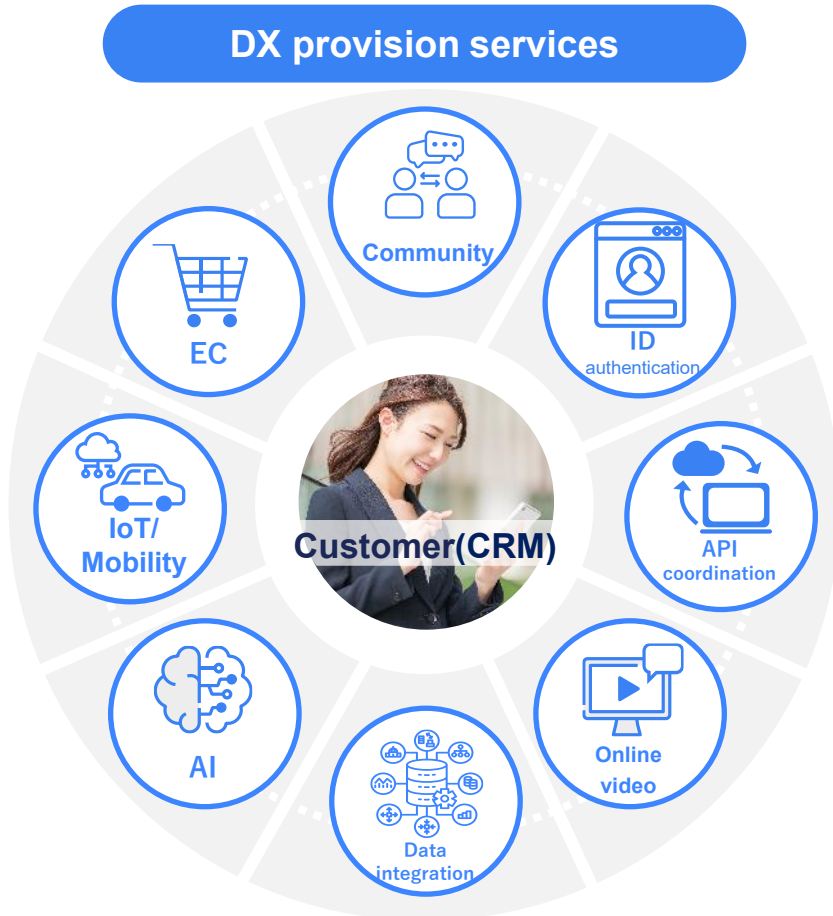 DX provision services
Community
ID
authentication
API
coordination
Online
video
Data
integration
AI
IoT/
Mobility
EC
Customer(CRM)